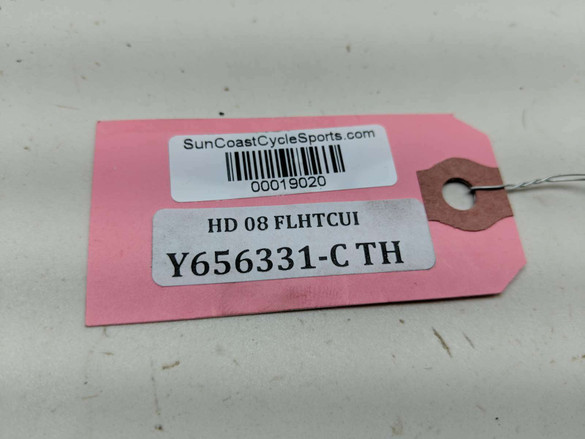 SunCoastCycleSports.com
00019020
HD 08 FLHTCUI
Y656331-C TH